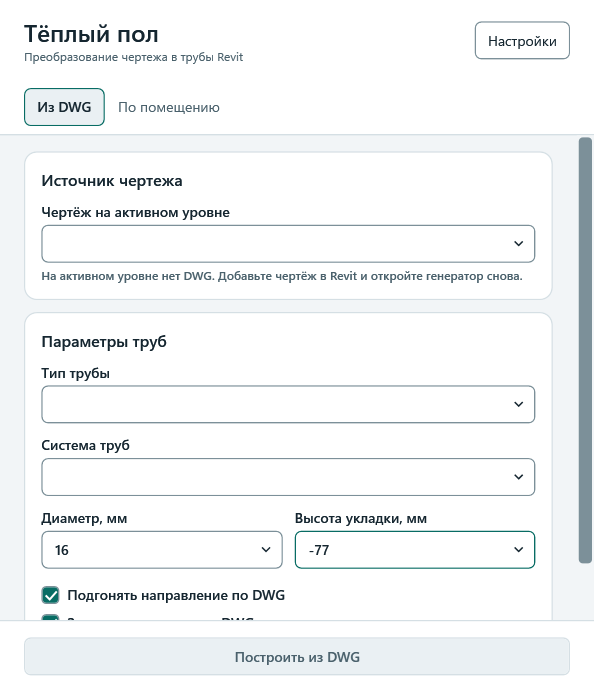 Тёплый пол
Преобразование чертежа в трубы Revit
Настройки
Из DWG
По помещению
Источник чертежа
Чертёж на активном уровне
На активном уровне нет DWG. Добавьте чертёж в Revit и откройте генератор снова.
Параметры труб
Тип трубы
Система труб
Диаметр, мм
Высота укладки, мм
16
-77
Подгонять направление по DWG
Построить из DWG